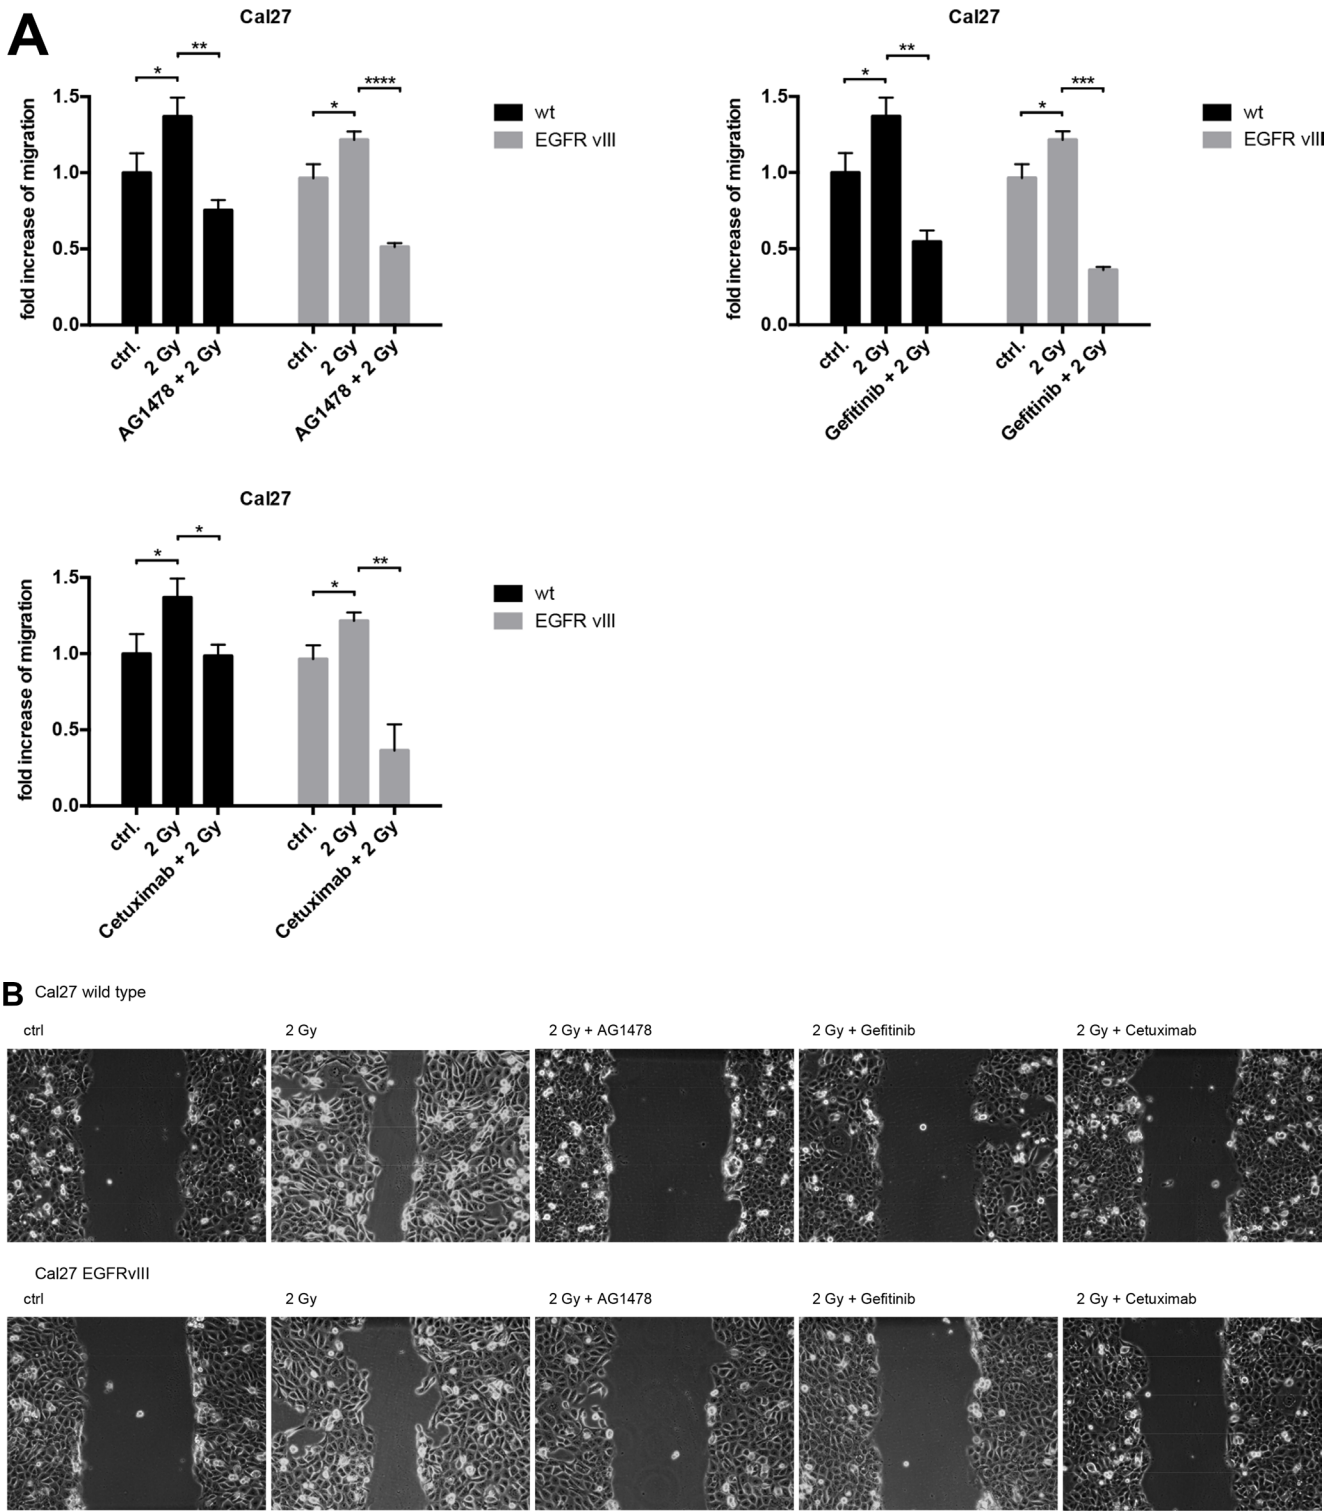 A
Cal27
** 
*
****
*
1.5
1.0
0.5
0.0
fold increase of migration
ctrl.
2 Gy
AG1478 + 2 Gy
ctrl.
2 Gy
AG1478 + 2 Gy
wt
EGFR vIII
Cal27
**
*
***
*
1.5
1.0
0.5
0.0
fold increase of migration
ctrl.
2 Gy
Gefitinib + 2 Gy
ctrl.
2 Gy
Gefitinib + 2 Gy
wt
EGFR vIII
Cal27
*
*
**
*
1.5
1.0
0.5
0.0
fold increase of migration
ctrl.
2 Gy
Cetuximab + 2 Gy
ctrl.
2 Gy
Cetuximab + 2 Gy
wt
EGFR vIII
B Cal27 wild type
ctrl 2 Gy 2 Gy + AG1478 2 Gy + Gefitinib 2 Gy + Cetuximab
Cal27 EGFRvIII
ctrl 2 Gy 2 Gy + AG1478 2 Gy + Gefitinib 2 Gy + Cetuximab